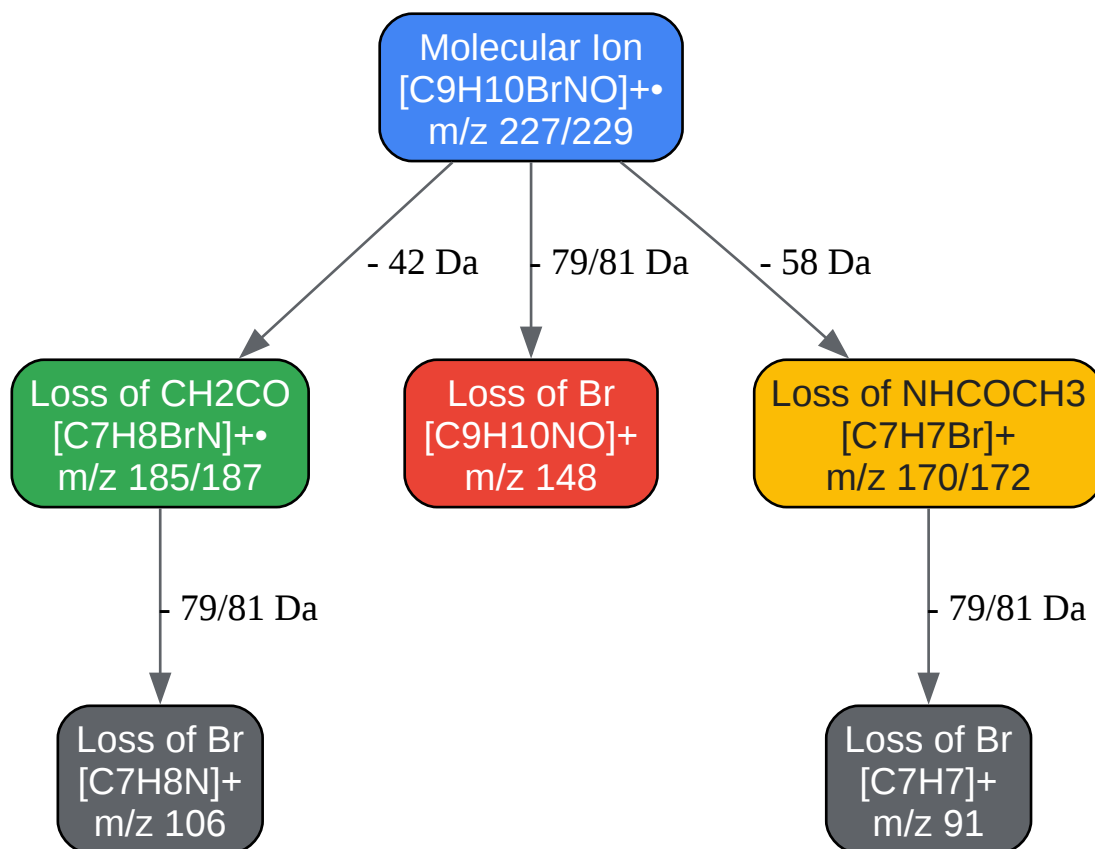 Molecular Ion
[C9H10BrNO]+•
m/z 227/229
- 42 Da
- 79/81 Da
- 58 Da
Loss of CH2CO
[C7H8BrN]+•
m/z 185/187
Loss of Br
[C9H10NO]+
m/z 148
Loss of NHCOCH3
[C7H7Br]+
m/z 170/172
- 79/81 Da
- 79/81 Da
Loss of Br
[C7H8N]+
m/z 106
Loss of Br
[C7H7]+
m/z 91